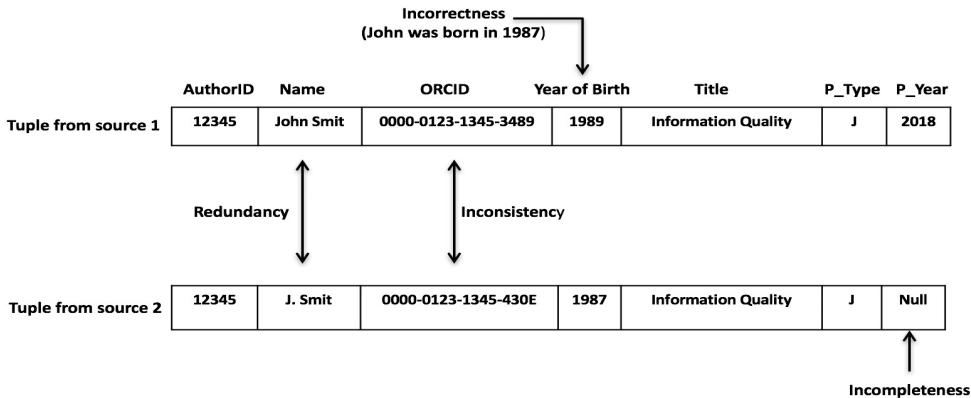 Incorrectness
(John was born in 1987)
AuthorID Name ORCID Year of Birth Title P_Type P_Year
Tuple from source 1 12345 John Smit 0000-0123-1345-3489 1989 Information Quality J 2018
Redundancy Inconsistency
Tuple from source 2 12345 J. Smit 0000-0123-1345-430E 1987 Information Quality J Null
Incompleteness